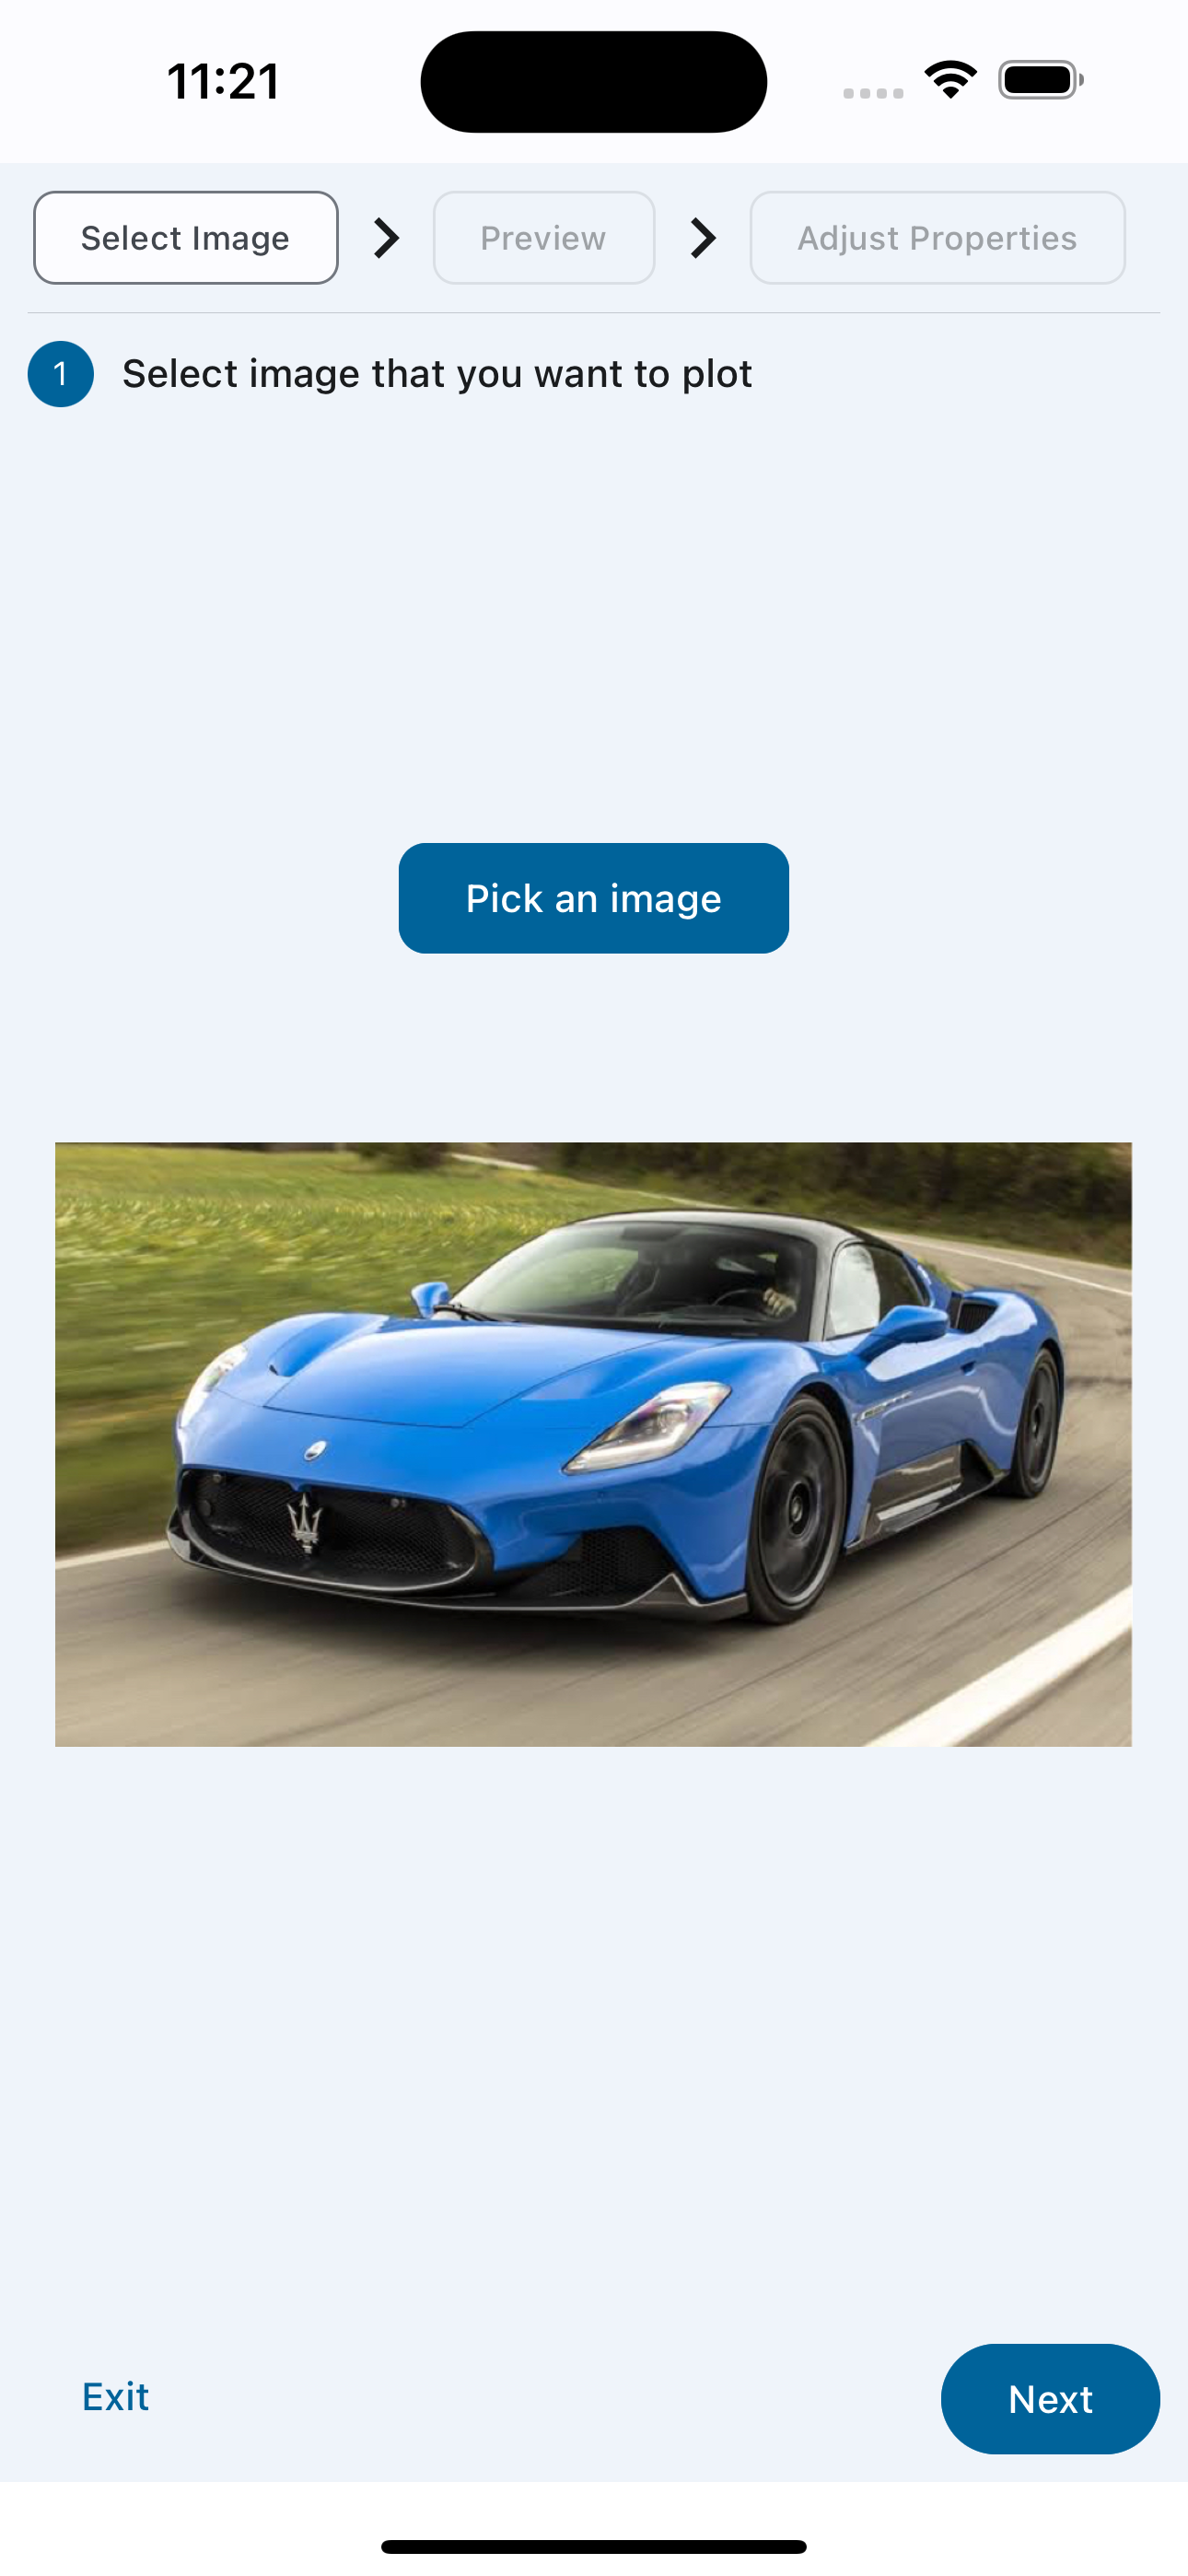 11:21
Select Image
Preview
Adjust Properties
1
Select image that you want to plot
Pick an image
Exit
Next